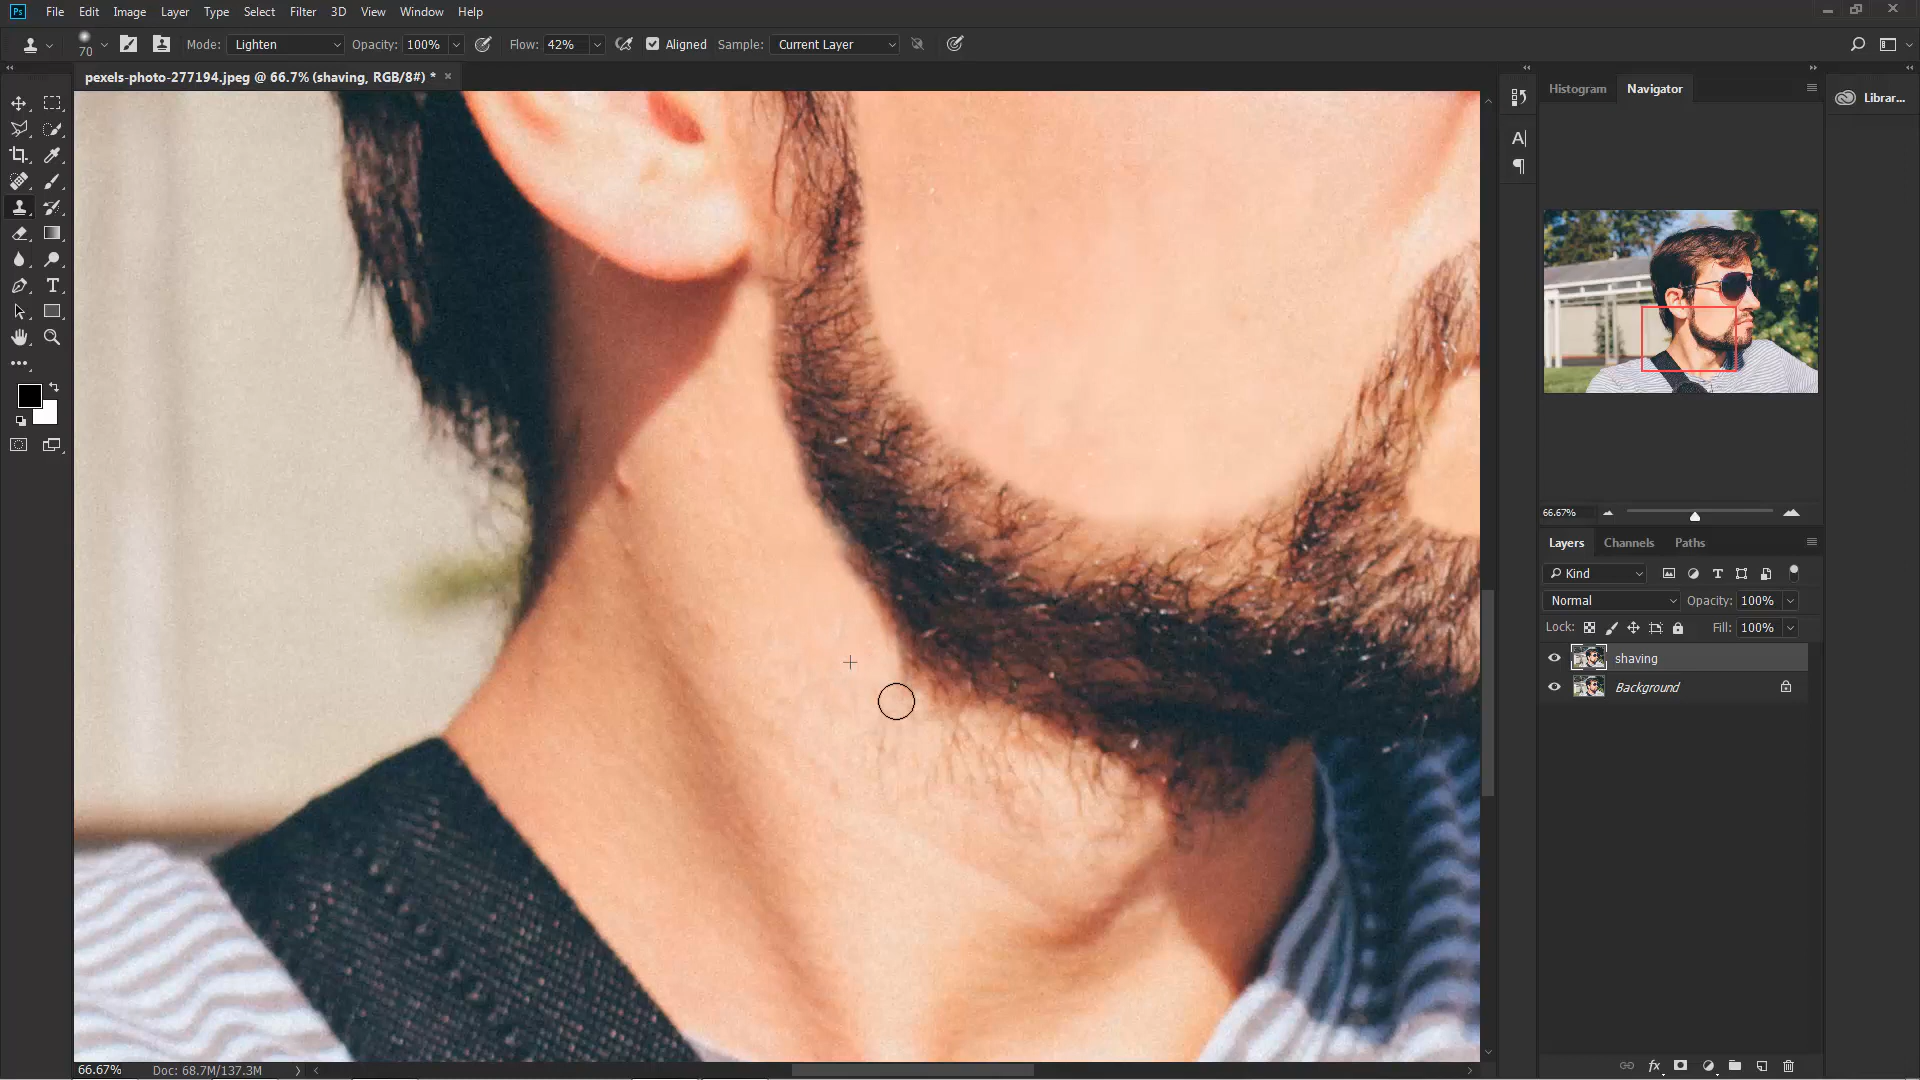 Ps File Edit Image Layer Type Select Filter 3D View Window Help
70 Mode: Lighten Opacity: 100% Flow: 42% Aligned Sample: Current Layer
pexels-photo-277194.jpeg @ 66.7% (shaving, RGB/8#) *
Histogram Navigator
Librar...
66.67%
Layers Channels Paths
Kind
Normal Opacity: 100%
Lock: Fill: 100%
shaving
Background
66.67% Doc: 68.7M/137.3M